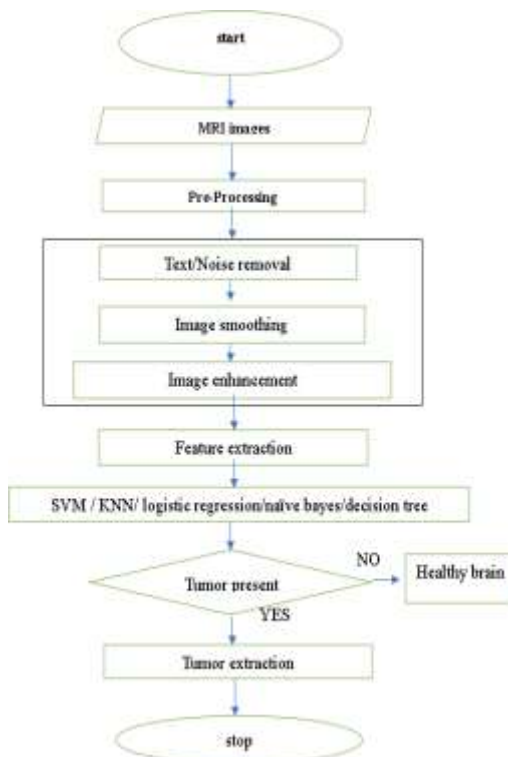 start
MRI images
Pre-Processing
Text/Noise removal
Image smoothing
Image enhancement
Feature extraction
SVM / KNN/ logistic regression/naïve bayes/decision tree
Tumor present
NO
Healthy brain
YES
Tumor extraction
stop